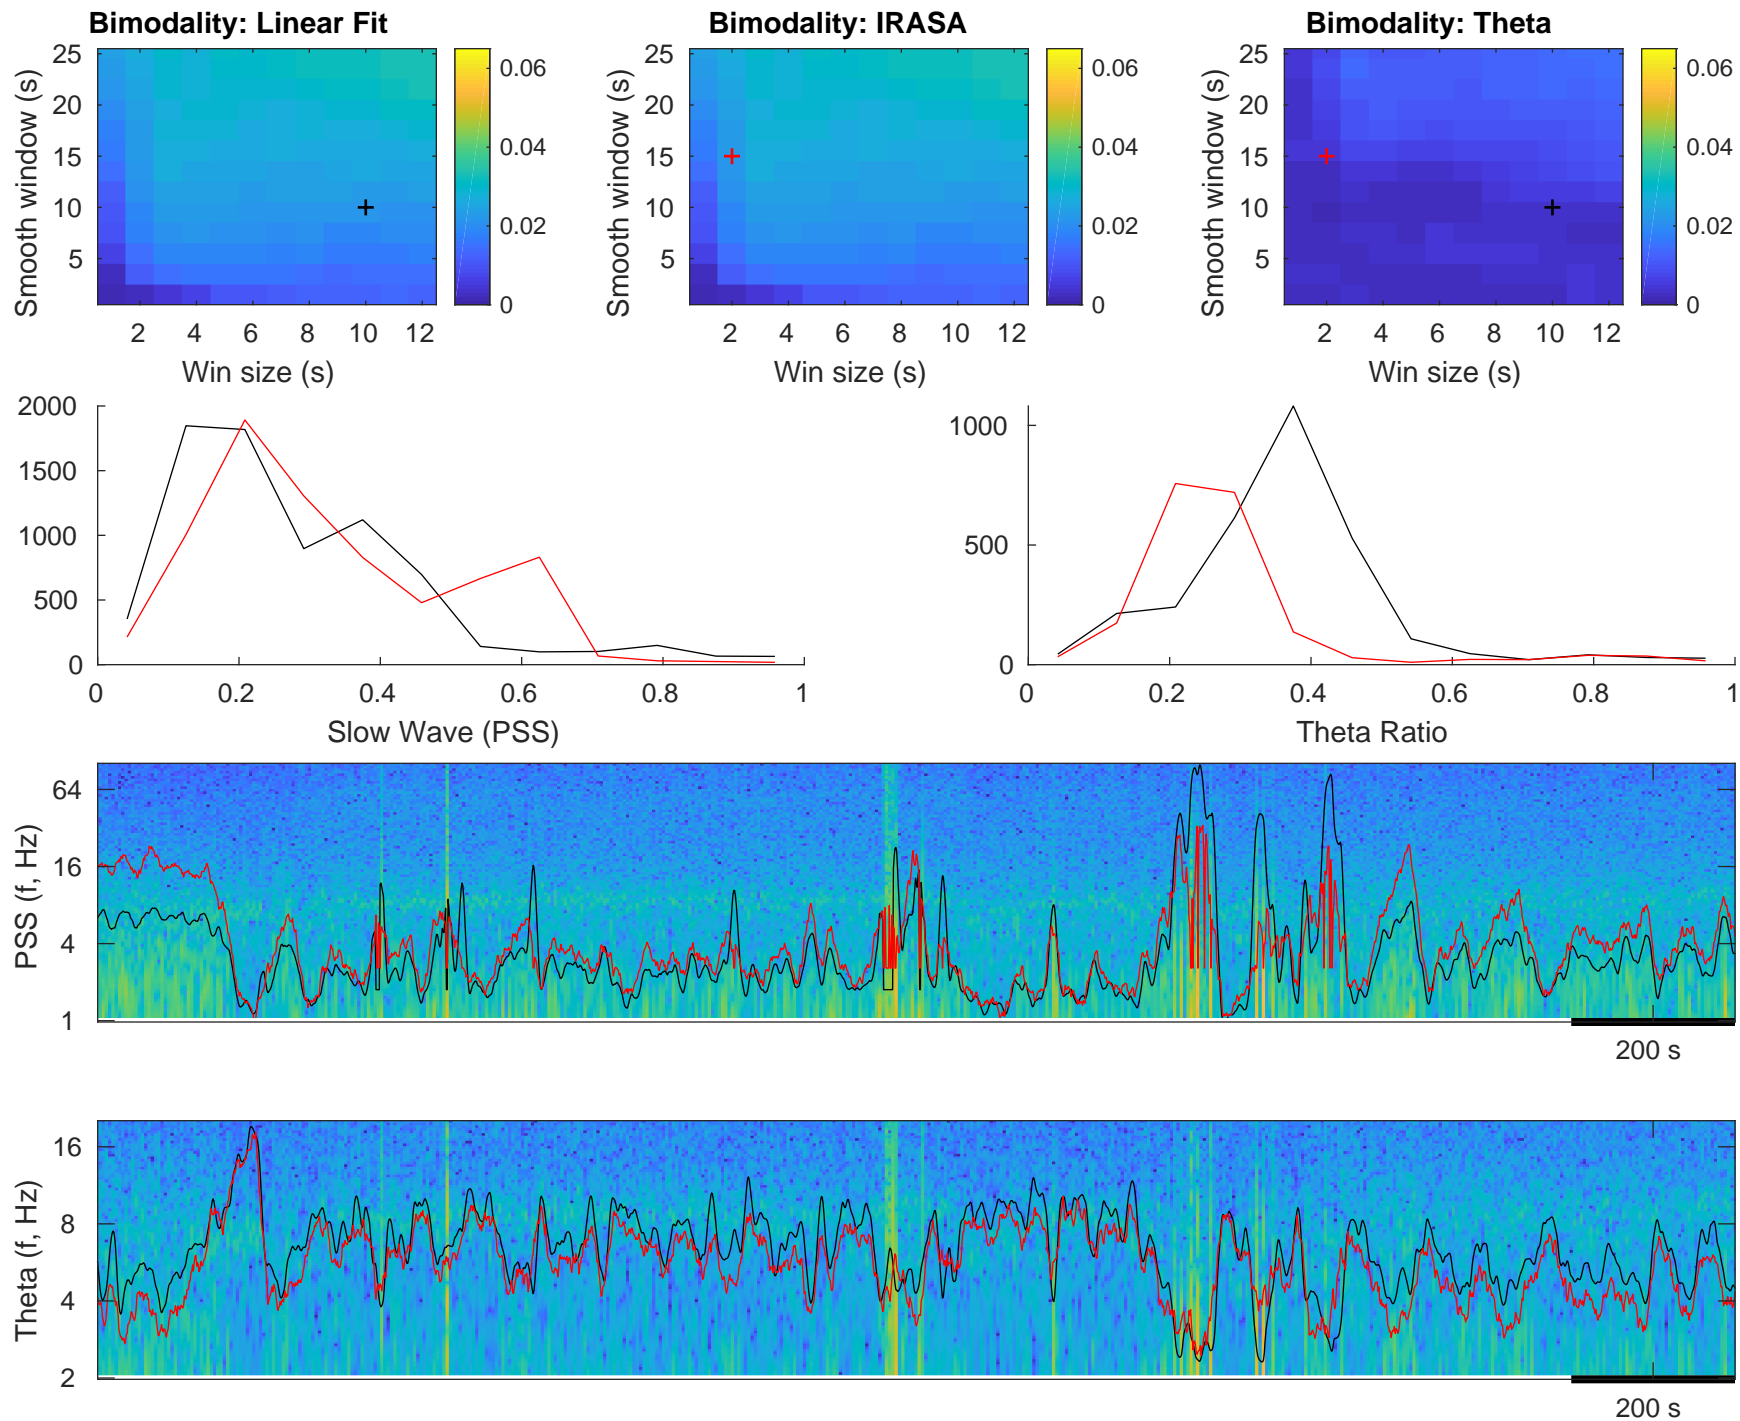 Bimodality: Linear Fit
Smooth window (s)
25
20
15
10
5
2 4 6 8 10 12
Win size (s)
0.06
0.04
0.02
0
Bimodality: IRASA
Smooth window (s)
25
20
15
10
5
2 4 6 8 10 12
Win size (s)
0.06
0.04
0.02
0
Bimodality: Theta
Smooth window (s)
25
20
15
10
5
2 4 6 8 10 12
Win size (s)
0.06
0.04
0.02
0
2000
1500
1000
500
0
0 0.2 0.4 0.6 0.8 1
Slow Wave (PSS)
1000
500
0
0 0.2 0.4 0.6 0.8 1
Theta Ratio
PSS (f, Hz)
64
16
4
1
200 s
Theta (f, Hz)
16
8
4
2
200 s